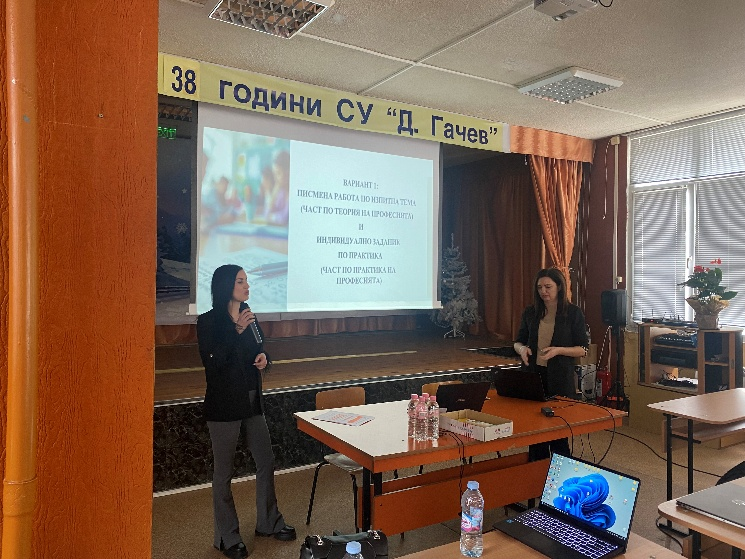 38 ГОДИНИ СУ "Д. Гачев"
ВАРИАНТ 1:
ПИСМЕНА РАБОТА ПО ИЗПИТНА ТЕМА
(ЧАСТ ПО ТЕОРИЯ НА ПРОФЕСИЯТА)
И
ИНДИВИДУАЛНО ЗАДАНИЕ
ПО ПРАКТИКА
(ЧАСТ ПО ПРАКТИКА НА
ПРОФЕСИЯТА)